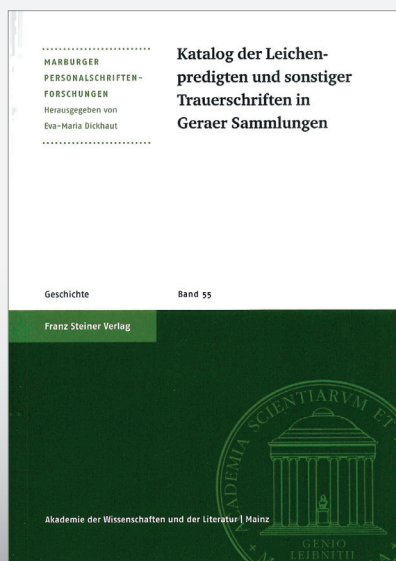 MARBURGER
PERSONALSCHRIFTEN-
FORSCHUNGEN
Herausgegeben von
Eva-Maria Dickhaut
Katalog der Leichen-
predigten und sonstiger
Trauerschriften in
Geraer Sammlungen
Geschichte
Band 55
Franz Steiner Verlag
ACADEMIA SCIENTIARVM ET
GENIO
LEIBNITII
Akademie der Wissenschaften und der Literatur | Mainz